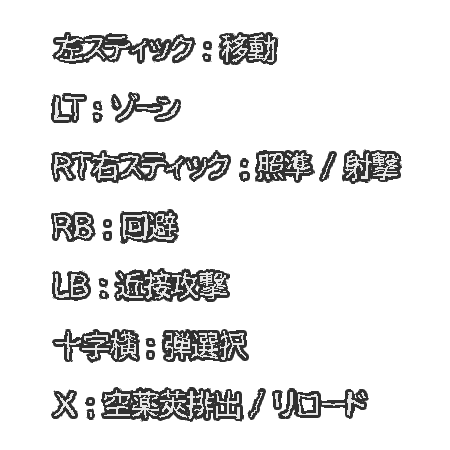 左スティック：移動
LT：ゾーン
RT右スティック：照準 / 射撃
RB：回避
LB：近接攻撃
十字横：弾選択
X：空薬莢排出 / リロード